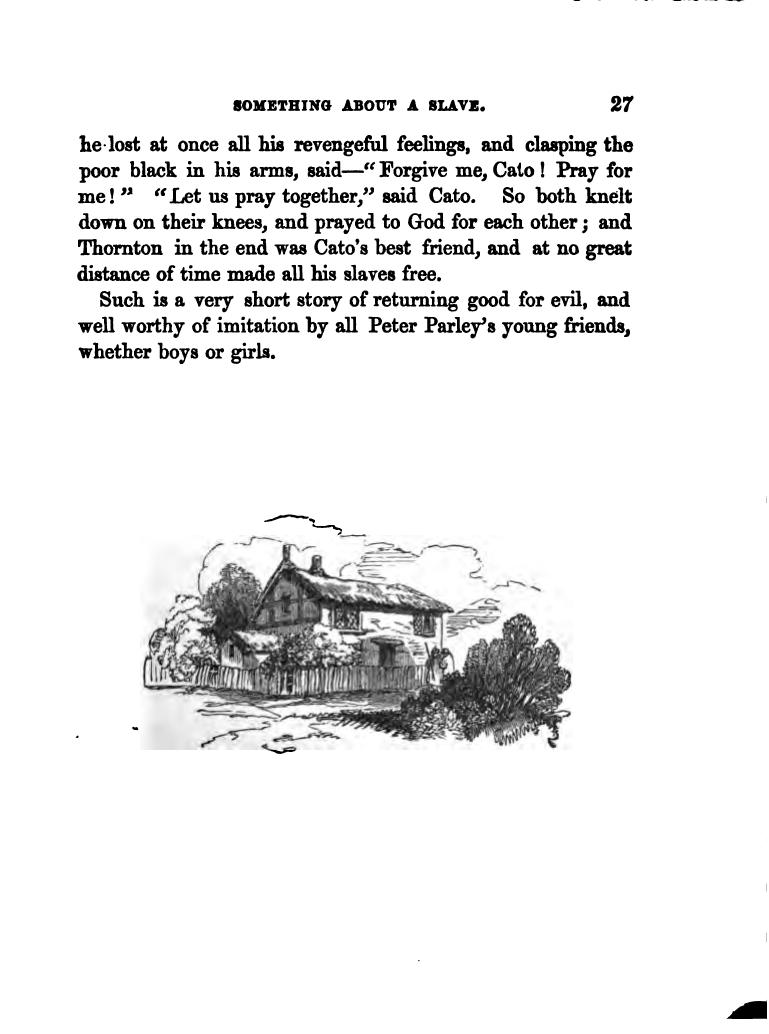 SOMETHING ABOUT A SLAVE. 27
he lost at once all his revengeful feelings, and clasping the
poor black in his arms, said—“Forgive me, Cato! Pray for
me!” “Let us pray together,” said Cato. So both knelt
down on their knees, and prayed to God for each other; and
Thornton in the end was Cato’s best friend, and at no great
distance of time made all his slaves free.
Such is a very short story of returning good for evil, and
well worthy of imitation by all Peter Parley’s young friends,
whether boys or girls.